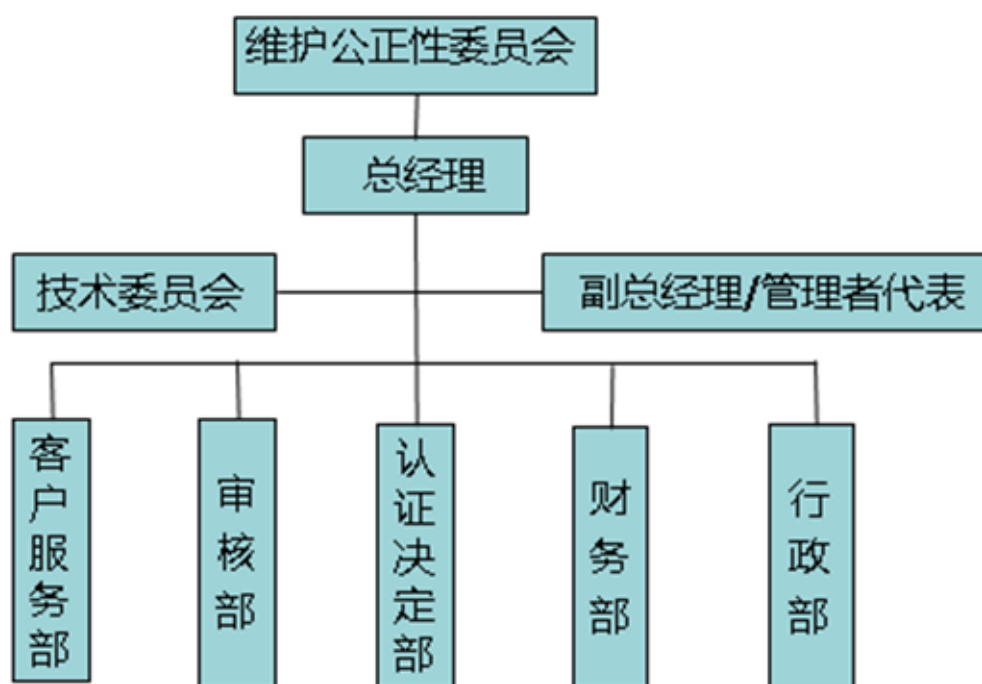 维护公正性委员会
总经理
技术委员会
副总经理/管理者代表
客户服务部
审核部
认证决定部
财务部
行政部